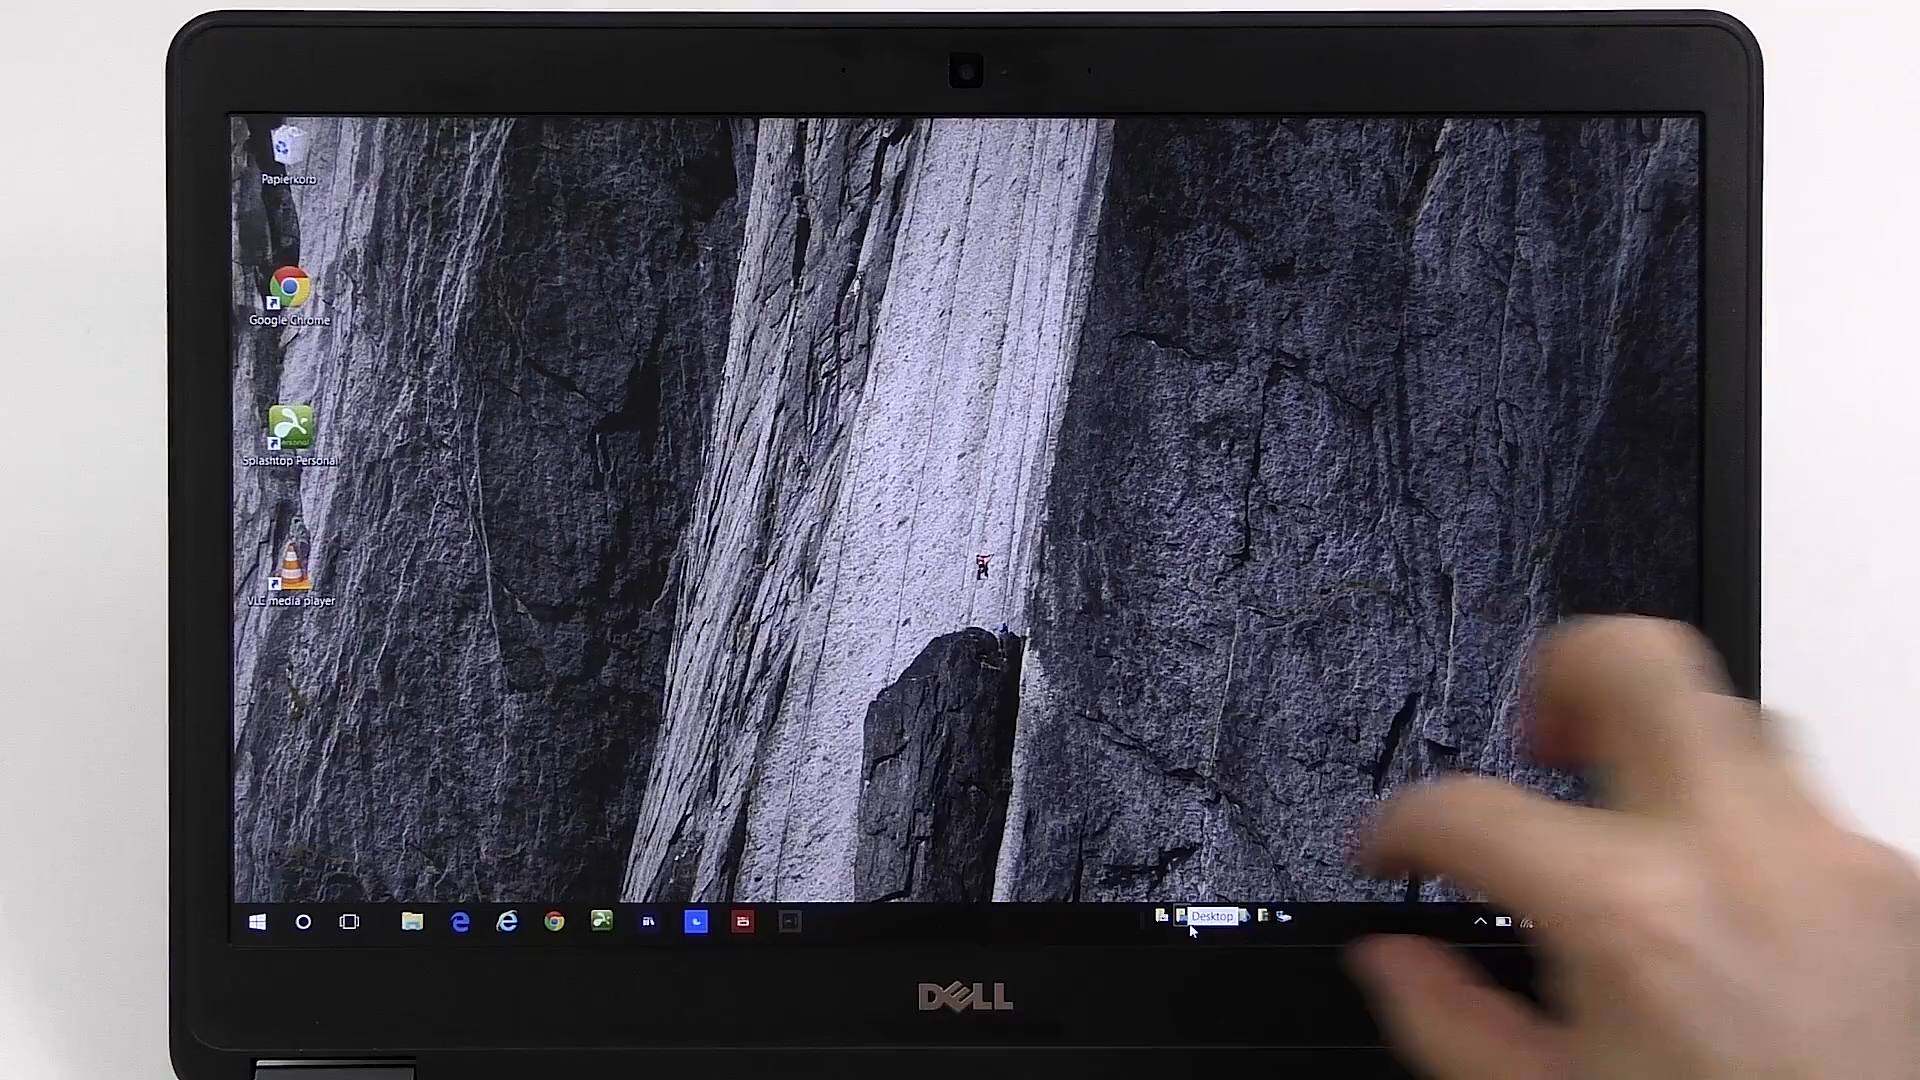 Papierkorb
Google Chrome
Splashtop Personal
VLC media player
Desktop
DELL